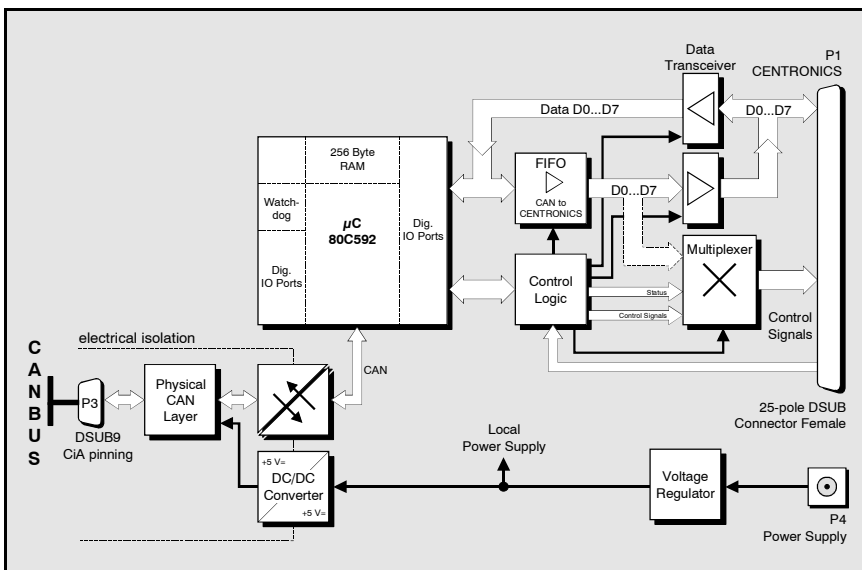 Data
Transceiver
P1
CENTRONICS
Data D0...D7
D0...D7
256 Byte
RAM
Watch-
dog
µC
80C592
Dig.
IO Ports
Dig.
IO Ports
FIFO
CAN to
CENTRONICS
D0...D7
Multiplexer
Control
Logic
Status
Control Signals
Control
Signals
electrical isolation
CAN
CANBUS
P3
DSUB9
CiA pinning
Physical
CAN
Layer
25-pole DSUB
Connector Female
Local
Power Supply
+5 V=
DC/DC
Converter
+5 V=
Voltage
Regulator
P4
Power Supply